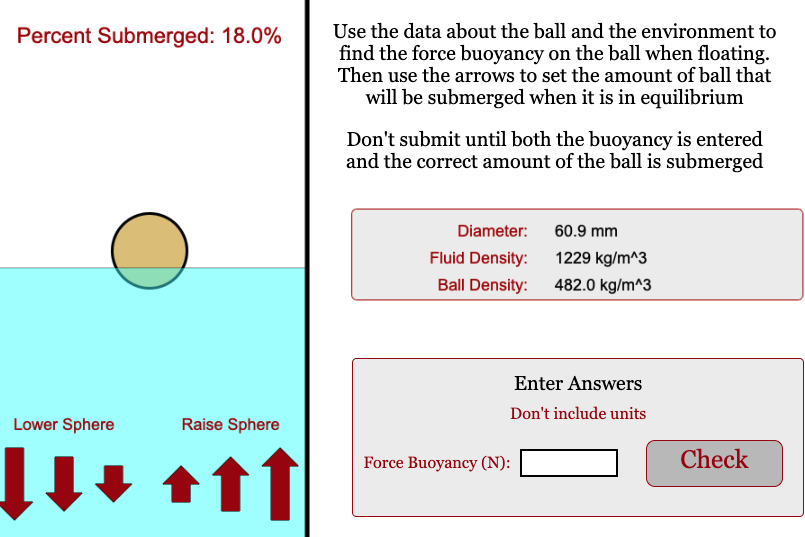 Percent Submerged: 18.0%
Use the data about the ball and the environment to
find the force buoyancy on the ball when floating.
Then use the arrows to set the amount of ball that
will be submerged when it is in equilibrium
Don't submit until both the buoyancy is entered
and the correct amount of the ball is submerged
Diameter: 60.9 mm
Fluid Density: 1229 kg/m^3
Ball Density: 482.0 kg/m^3
Enter Answers
Don't include units
Force Buoyancy (N):
Check
Lower Sphere
Raise Sphere